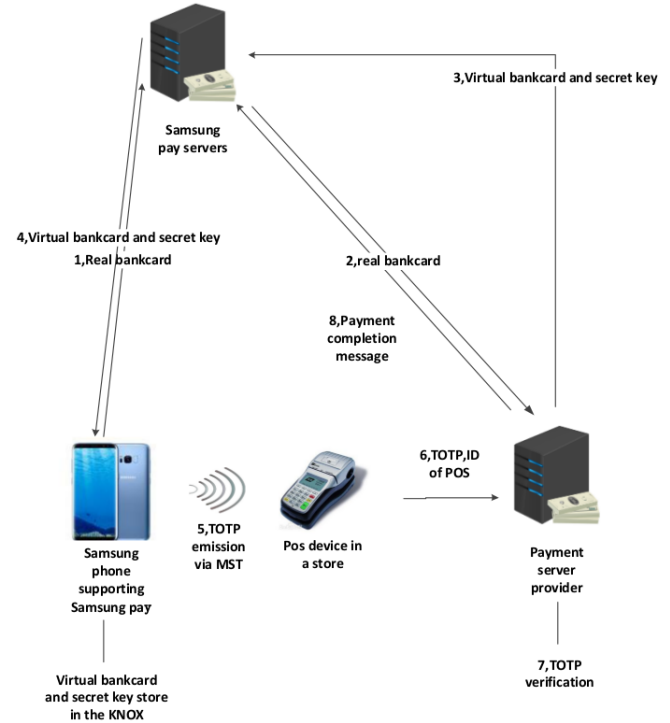 3,Virtual bankcard and secret key
Samsung
pay servers
4,Virtual bankcard and secret key
1,Real bankcard
2,real bankcard
8,Payment
completion
message
6,TOTP,ID
of POS
5,TOTP
emission
via MST
Pos device in
a store
Samsung
phone
supporting
Samsung pay
Payment
server
provider
Virtual bankcard
and secret key store
in the KNOX
7,TOTP
verification